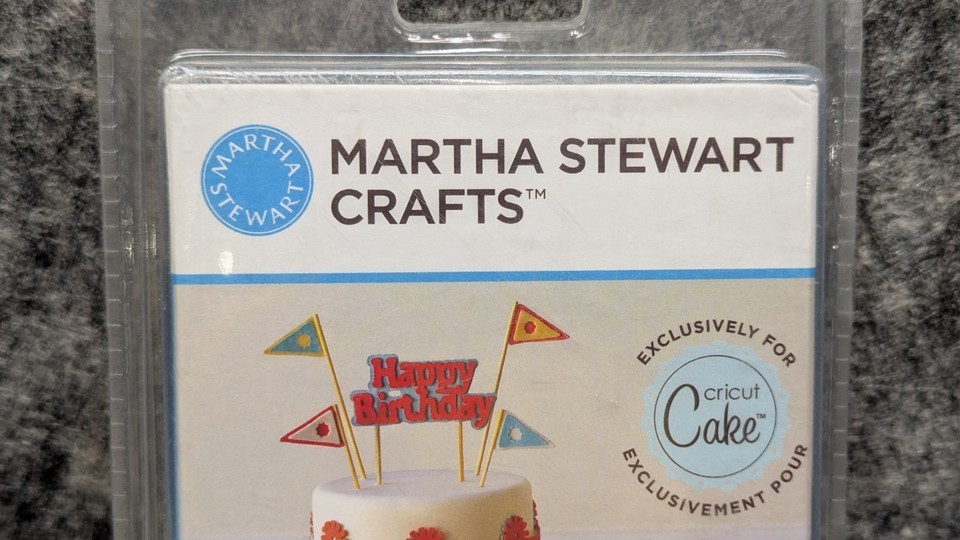 MARTHA STEWART
MARTHA STEWART
CRAFTS™
Happy
Birthday
EXCLUSIVELY FOR
cricut
Cake™
EXCLUSIVEMENT POUR